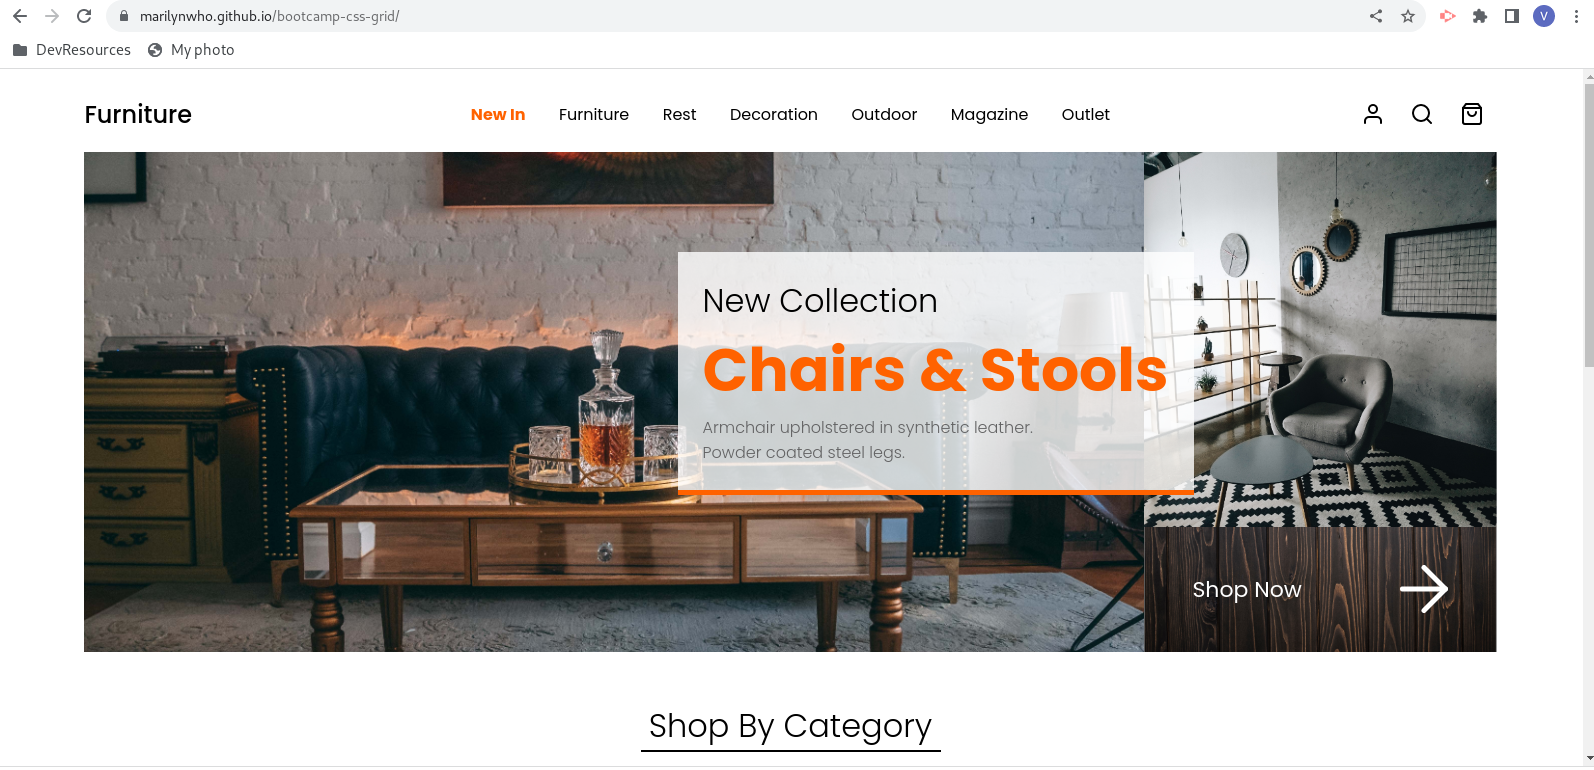 marilynwho.github.io/bootcamp-css-grid/
V
DevResources My photo
Furniture
New In Furniture Rest Decoration Outdoor Magazine Outlet
New Collection
Chairs & Stools
Armchair upholstered in synthetic leather.
Powder coated steel legs.
Shop Now
Shop By Category